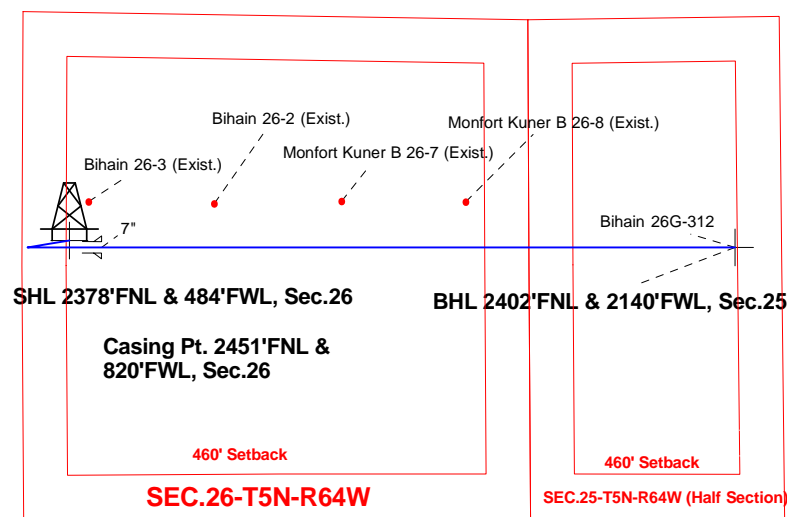 Bihain 26-2 (Exist.)
Monfort Kuner B 26-8 (Exist.)
Bihain 26-3 (Exist.)
Monfort Kuner B 26-7 (Exist.)
7"
Bihain 26G-312
SHL 2378'FNL & 484'FWL, Sec.26
BHL 2402'FNL & 2140'FWL, Sec.25
Casing Pt. 2451'FNL &
820'FWL, Sec.26
460' Setback
460' Setback
SEC.26-T5N-R64W
SEC.25-T5N-R64W (Half Section)